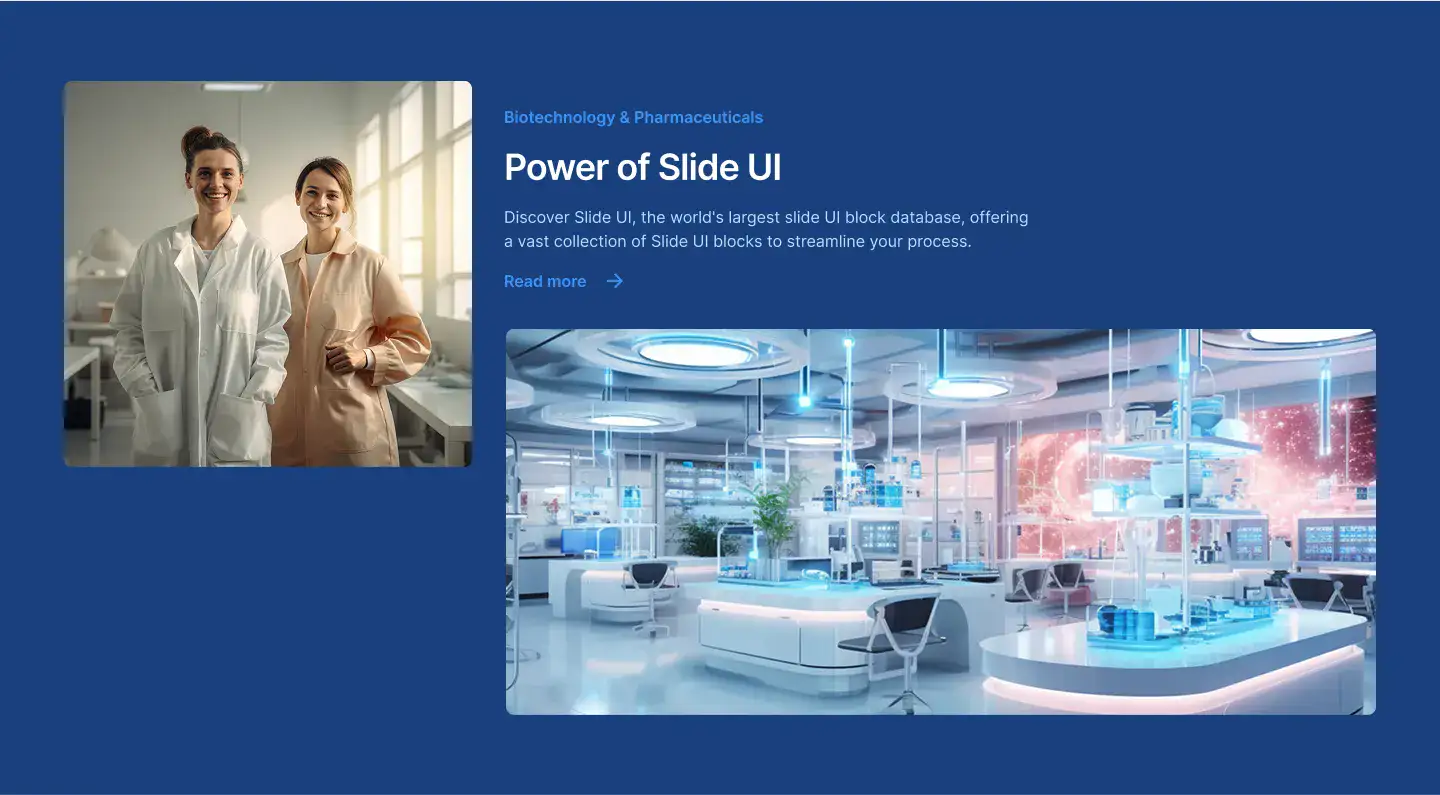 Biotechnology & Pharmaceuticals
Power of Slide UI
Discover Slide UI, the world's largest slide UI block database, offering
a vast collection of Slide UI blocks to streamline your process.
Read more